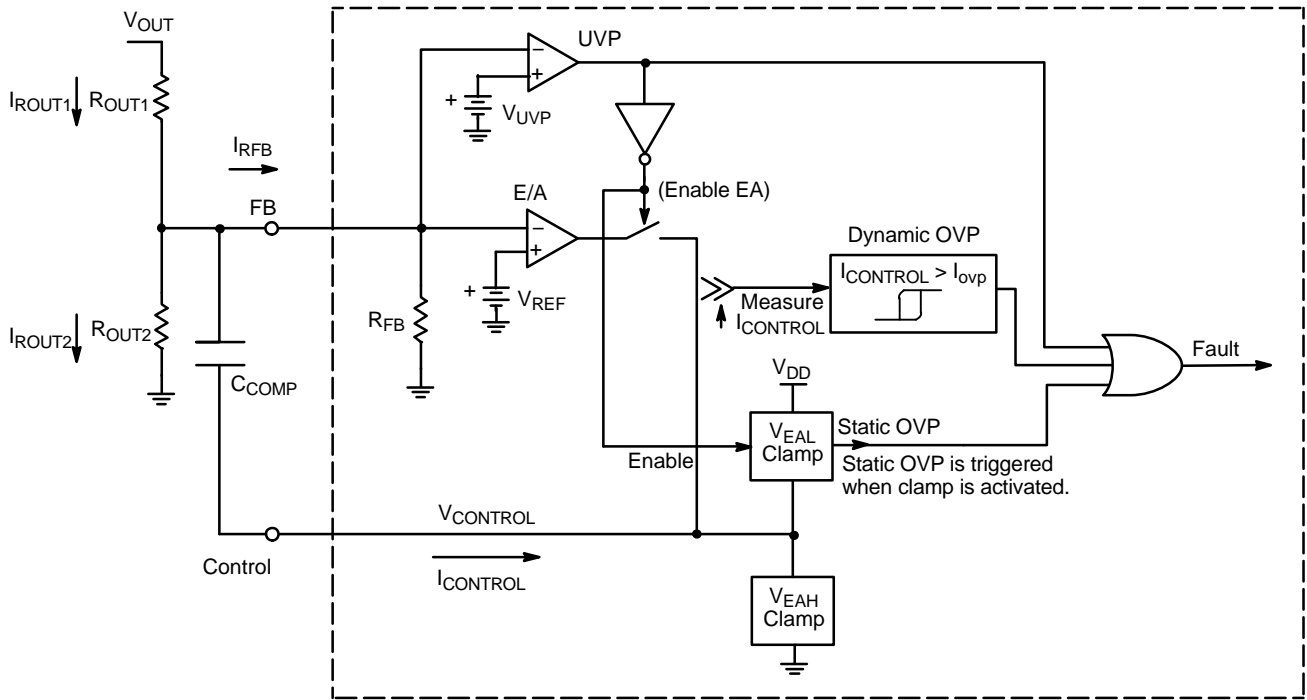 VOUT
UVP
IROUT1
ROUT1
−
+
+
VUVP
IRFB
E/A
(Enable EA)
FB
−
+
Dynamic OVP
ICONTROL > Iovp
+
VREF
Measure
ICONTROL
IROUT2
ROUT2
RFB
Fault
CCOMP
VDD
VEAL
Clamp
Static OVP
Enable
Static OVP is triggered
when clamp is activated.
VCONTROL
Control
ICONTROL
VEAH
Clamp